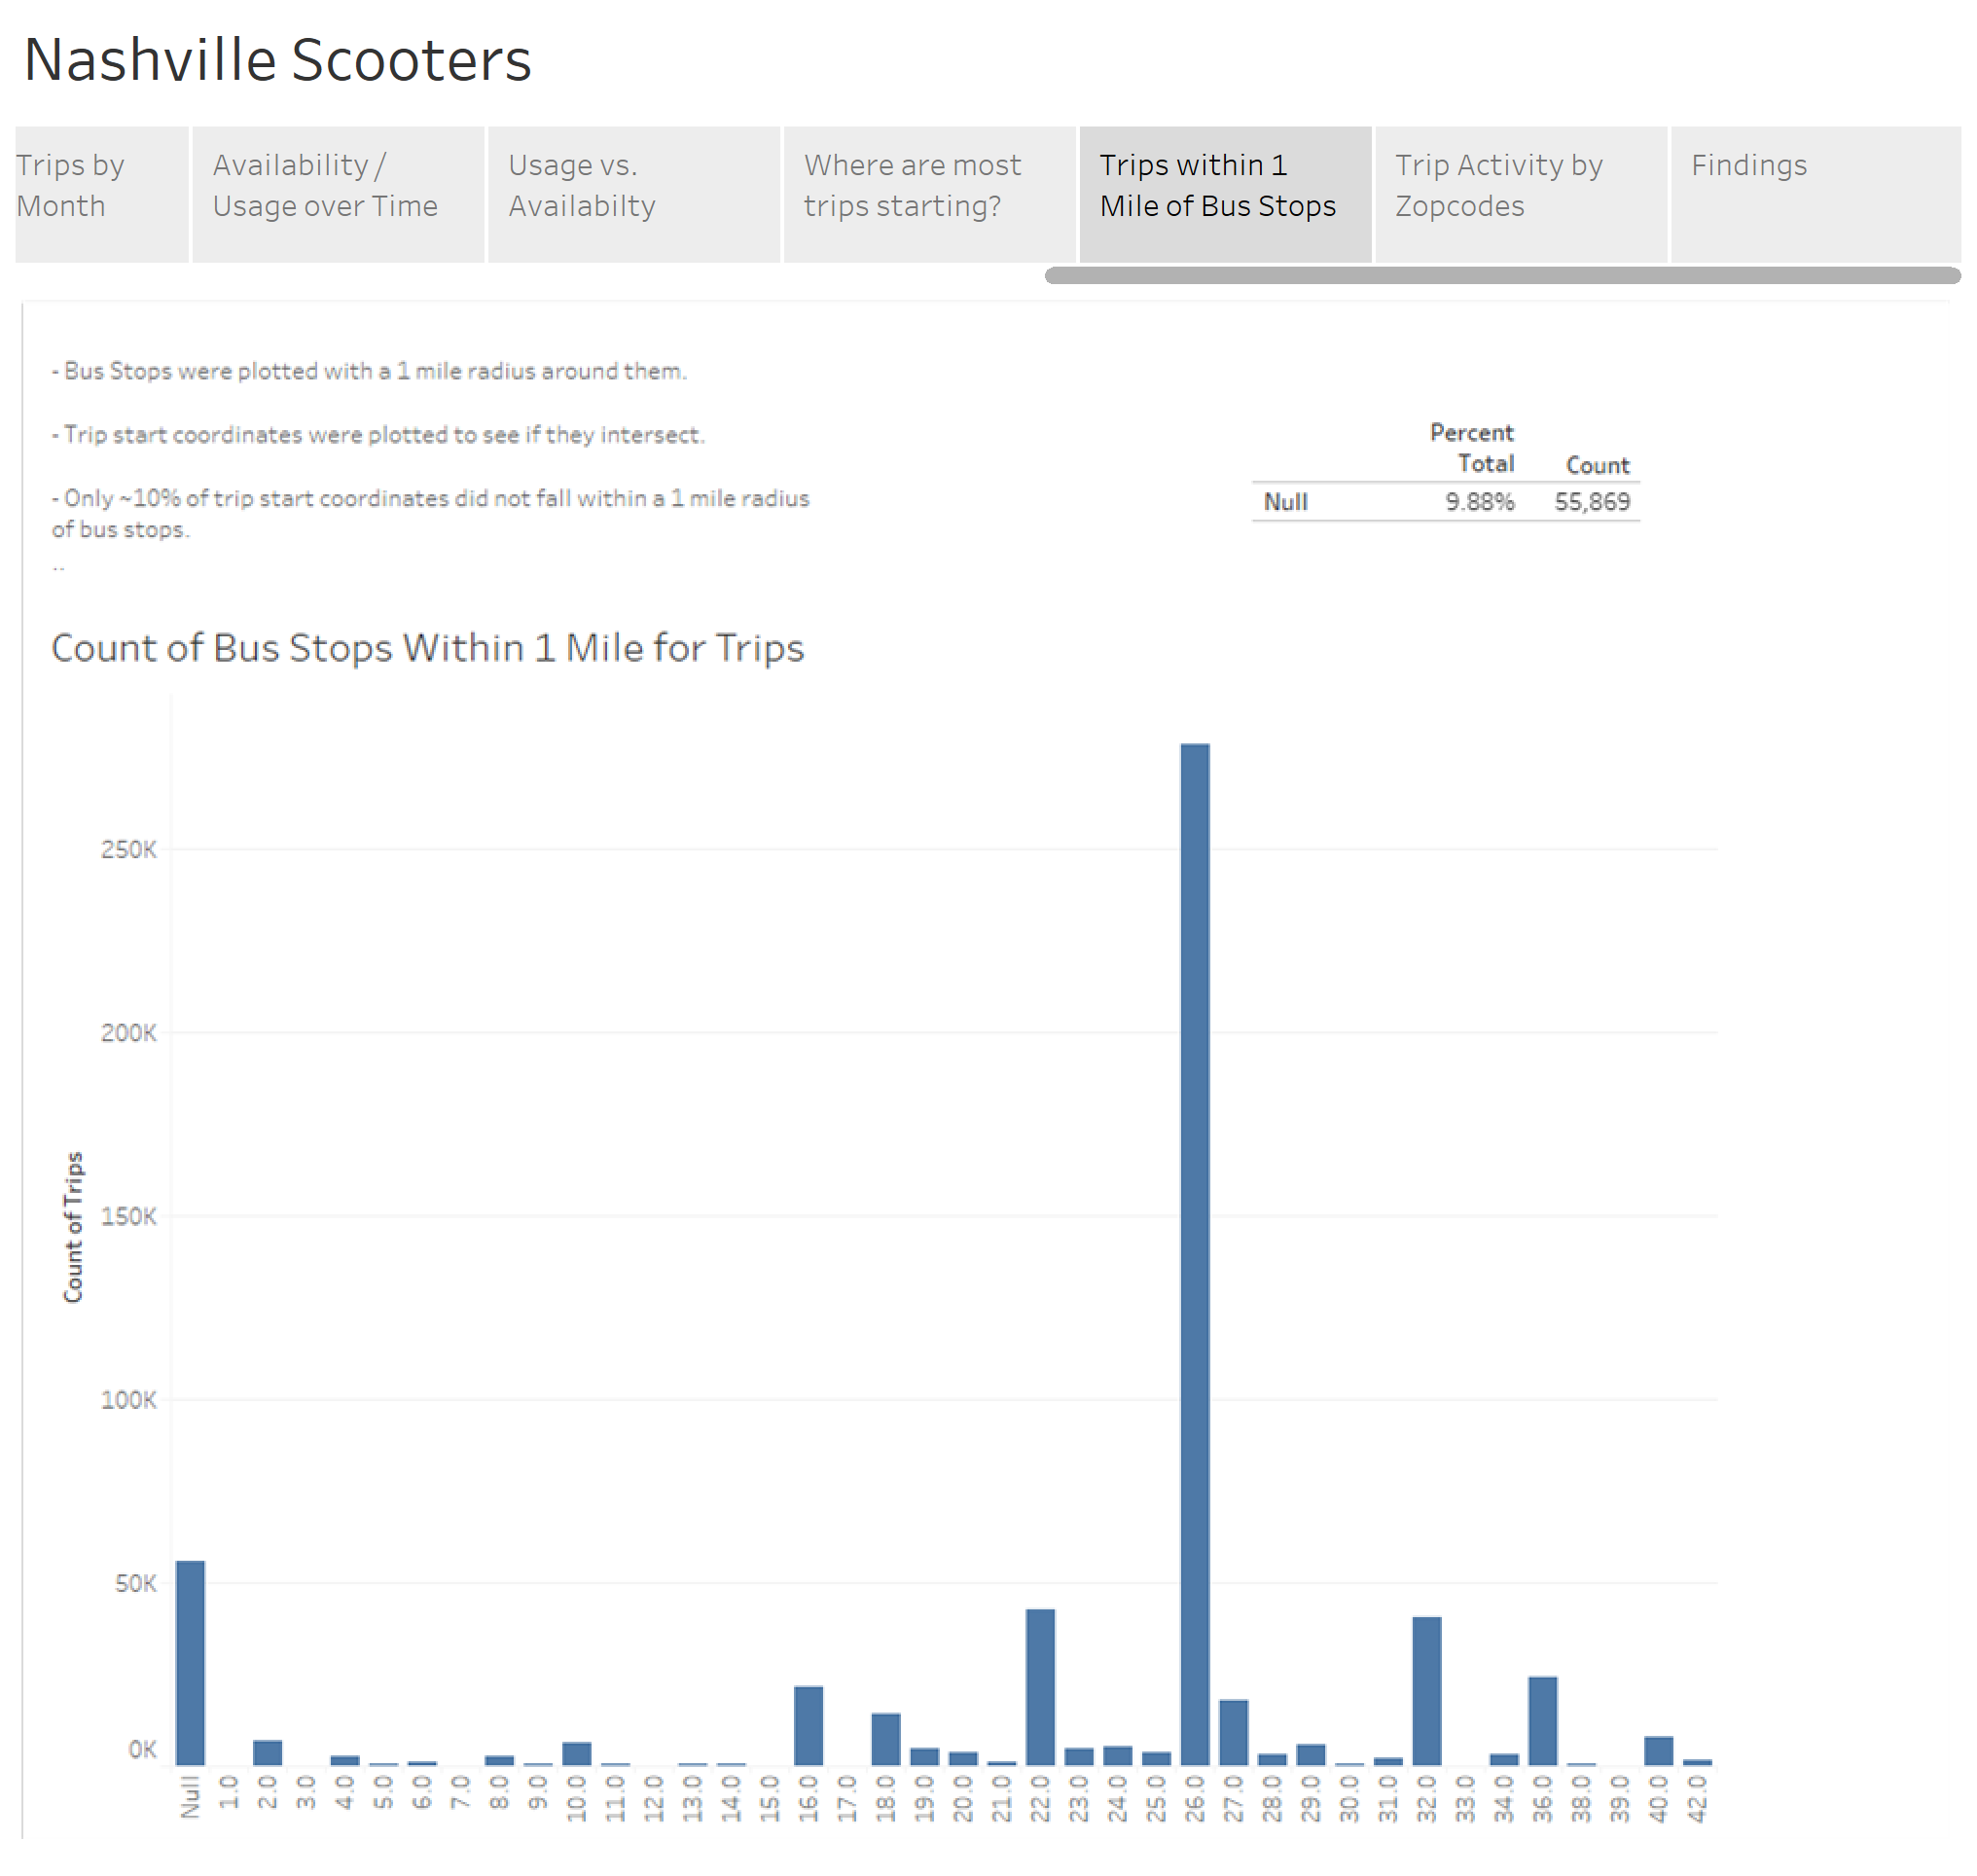 Nashville Scooters
Trips by
Month
Availability /
Usage over Time
Usage vs.
Availabilty
Where are most
trips starting?
Trips within 1
Mile of Bus Stops
Trip Activity by
Zopcodes
Findings
- Bus Stops were plotted with a 1 mile radius around them.
- Trip start coordinates were plotted to see if they intersect.
- Only ~10% of trip start coordinates did not fall within a 1 mile radius
of bus stops.
..
Percent
Total Count
Null 9.88% 55,869
Count of Bus Stops Within 1 Mile for Trips
Count of Trips
250K
200K
150K
100K
50K
0K
Null 1.0 2.0 3.0 4.0 5.0 6.0 7.0 8.0 9.0 10.0 11.0 12.0 13.0 14.0 15.0 16.0 17.0 18.0 19.0 20.0 21.0 22.0 23.0 24.0 25.0 26.0 27.0 28.0 29.0 30.0 31.0 32.0 33.0 34.0 36.0 38.0 39.0 40.0 42.0